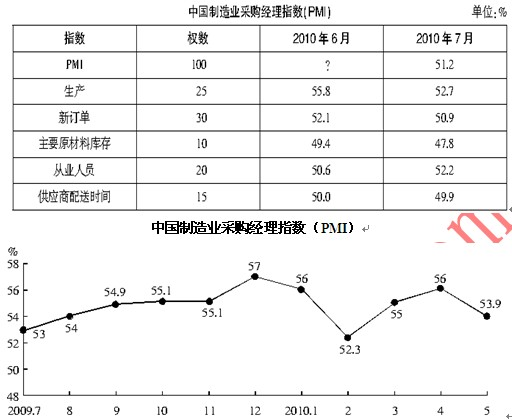 中国制造业采购经理指数(PMI) 单位:%
指数 权数 2010年6月 2010年7月
PMI 100 ? 51.2
生产 25 55.8 52.7
新订单 30 52.1 50.9
主要原材料库存 10 49.4 47.8
从业人员 20 50.6 52.2
供应商配送时间 15 50.0 49.9
中国制造业采购经理指数（PMI）
%
58
57
56
56
56
54.9
55.1
55.1
55
54
53
54
53.9
52
52.3
50
48
2009.7 8 9 10 11 12 2010.1 2 3 4 5